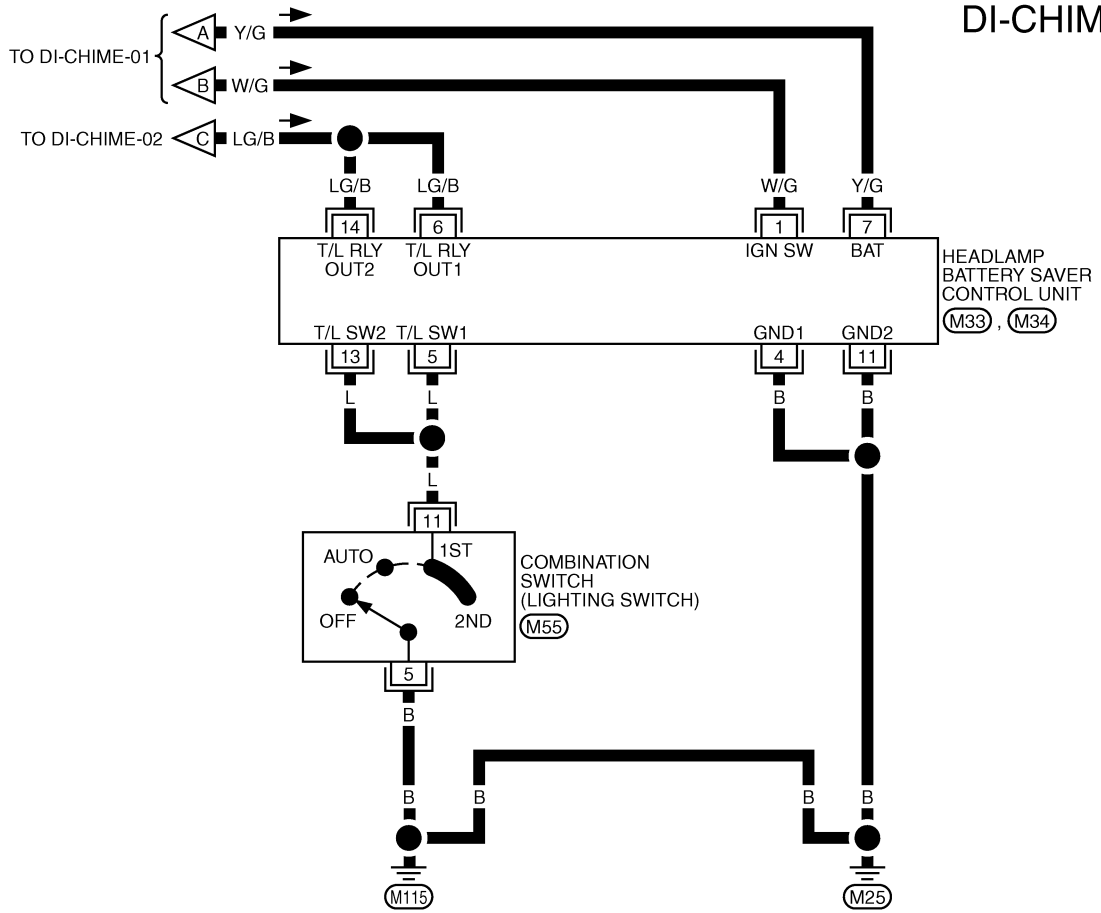 DI-CHIM
A Y/G
TO DI-CHIME-01
B W/G
TO DI-CHIME-02 C LG/B
LG/B LG/B W/G Y/G
14 6 1 7
T/L RLY OUT2
T/L RLY OUT1
IGN SW
BAT
HEADLAMP
BATTERY SAVER
CONTROL UNIT
M33 , M34
T/L SW2 T/L SW1 GND1 GND2
13 5 4 11
L L B B
L
11
1ST
AUTO
OFF
2ND
COMBINATION
SWITCH
(LIGHTING SWITCH)
M55
5
B
B B B B
M115 M25